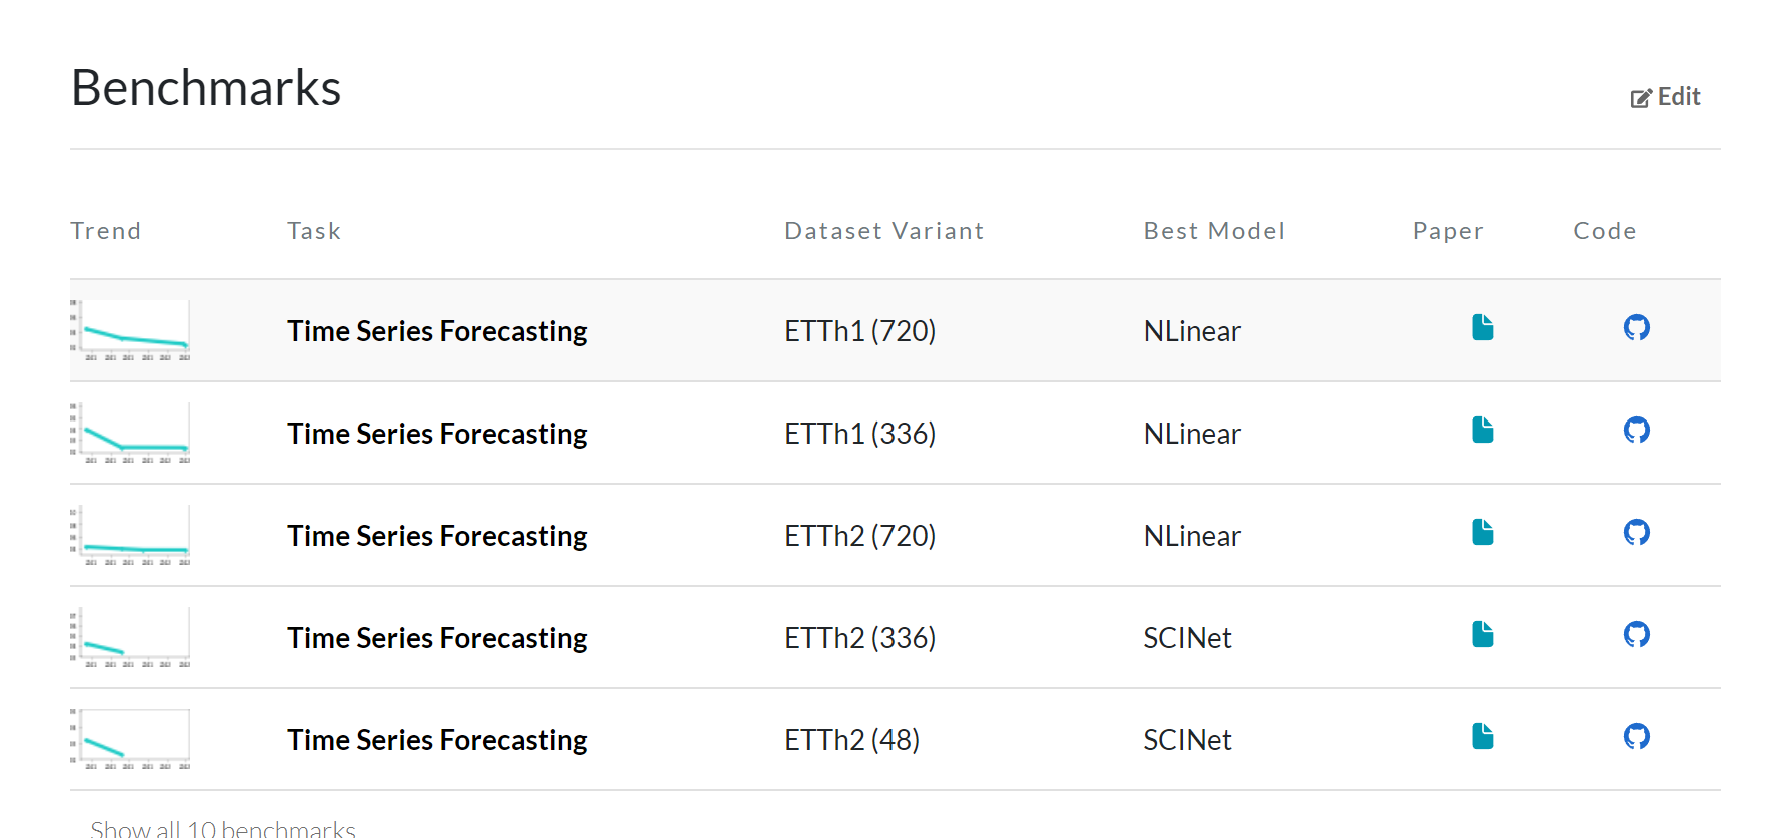 Benchmarks
Edit
Trend Task Dataset Variant Best Model Paper Code
Time Series Forecasting ETTh1 (720) NLinear
Time Series Forecasting ETTh1 (336) NLinear
Time Series Forecasting ETTh2 (720) NLinear
Time Series Forecasting ETTh2 (336) SCINet
Time Series Forecasting ETTh2 (48) SCINet
Show all 10 benchmarks